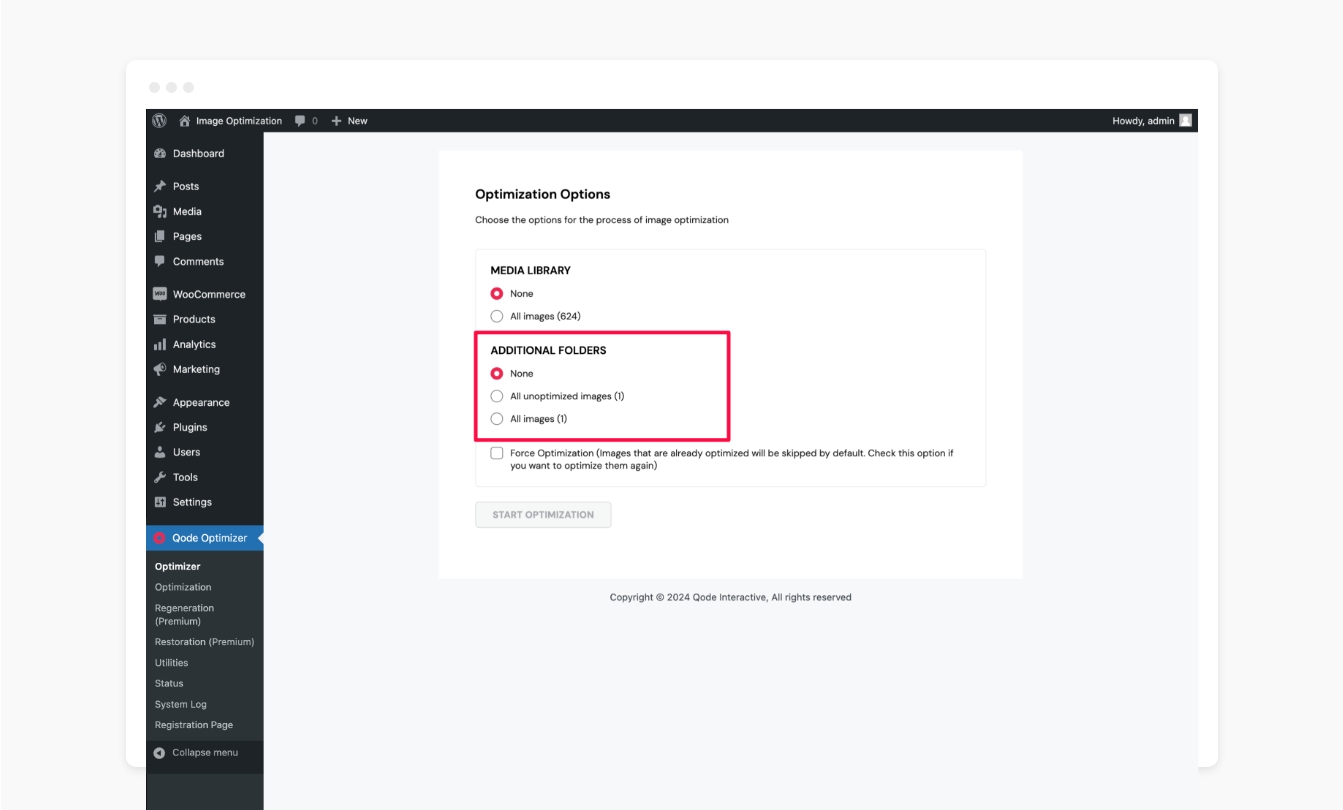 Image Optimization 0 New Howdy, admin
Dashboard
Posts
Media
Pages
Comments
WooCommerce
Products
Analytics
Marketing
Appearance
Plugins
Users
Tools
Settings
Qode Optimizer
Optimizer
Optimization
Regeneration
(Premium)
Restoration (Premium)
Utilities
Status
System Log
Registration Page
Collapse menu
Optimization Options
Choose the options for the process of image optimization
MEDIA LIBRARY
None
All images (624)
ADDITIONAL FOLDERS
None
All unoptimized images (1)
All images (1)
Force Optimization (Images that are already optimized will be skipped by default. Check this option if
you want to optimize them again)
START OPTIMIZATION
Copyright © 2024 Qode Interactive, All rights reserved